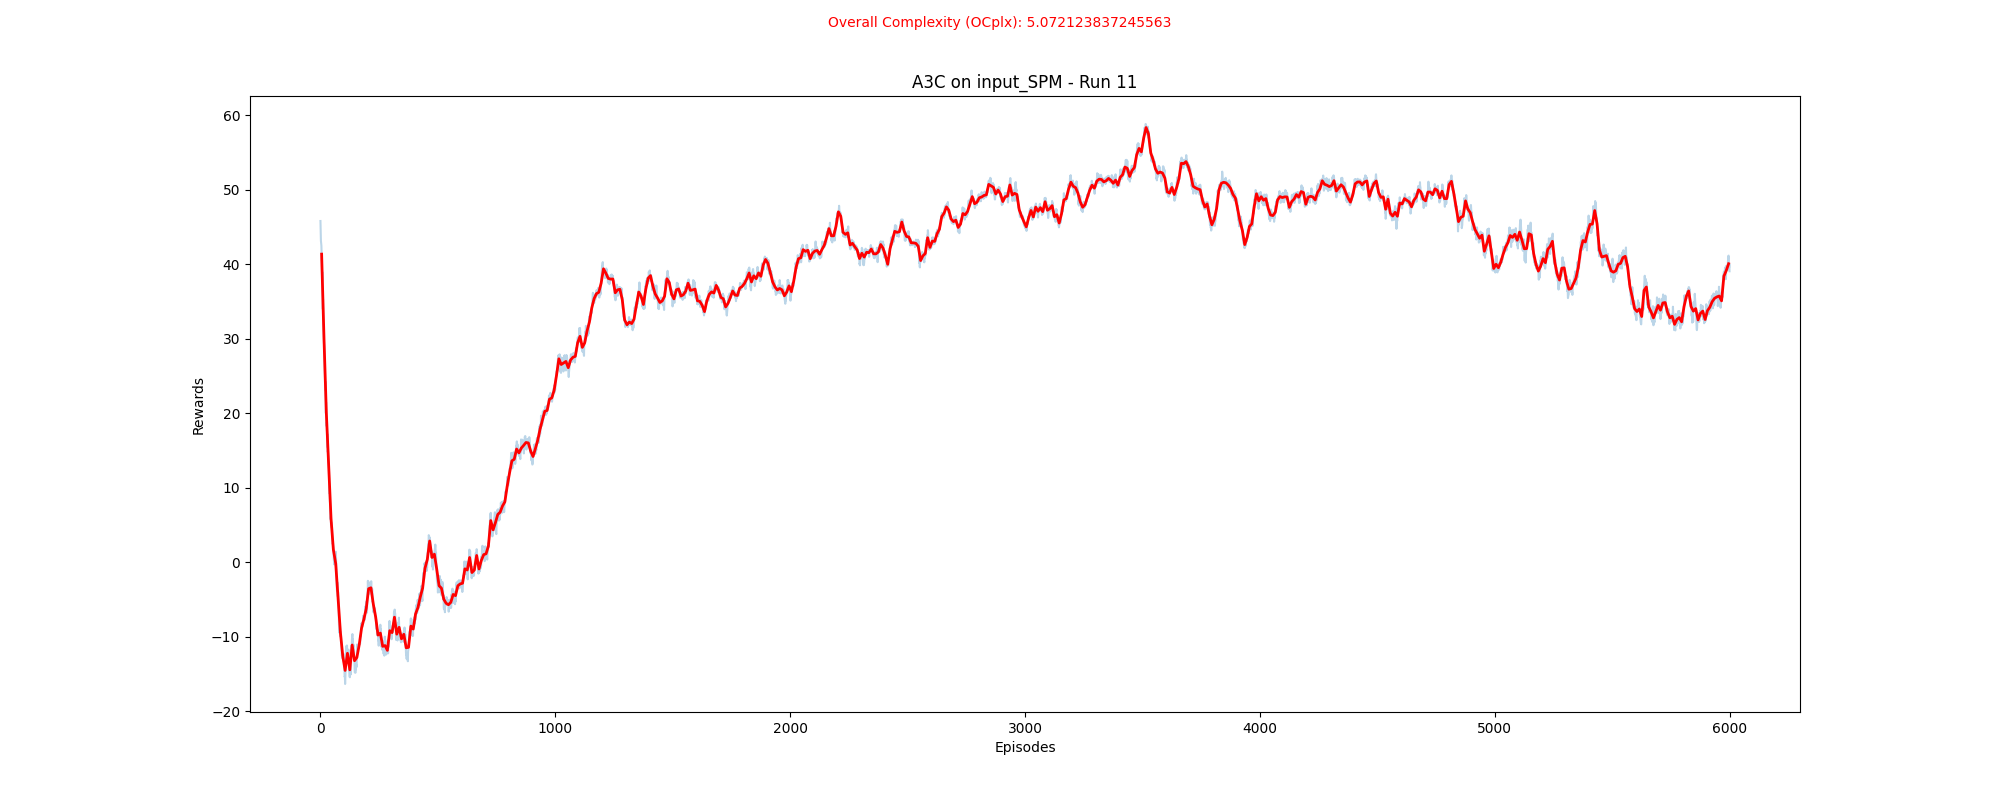 Overall Complexity (OCplx): 5.072123837245563
A3C on input_SPM - Run 11
60
50
40
30
20
10
0
−10
−20
Rewards
0 1000 2000 3000 4000 5000 6000
Episodes